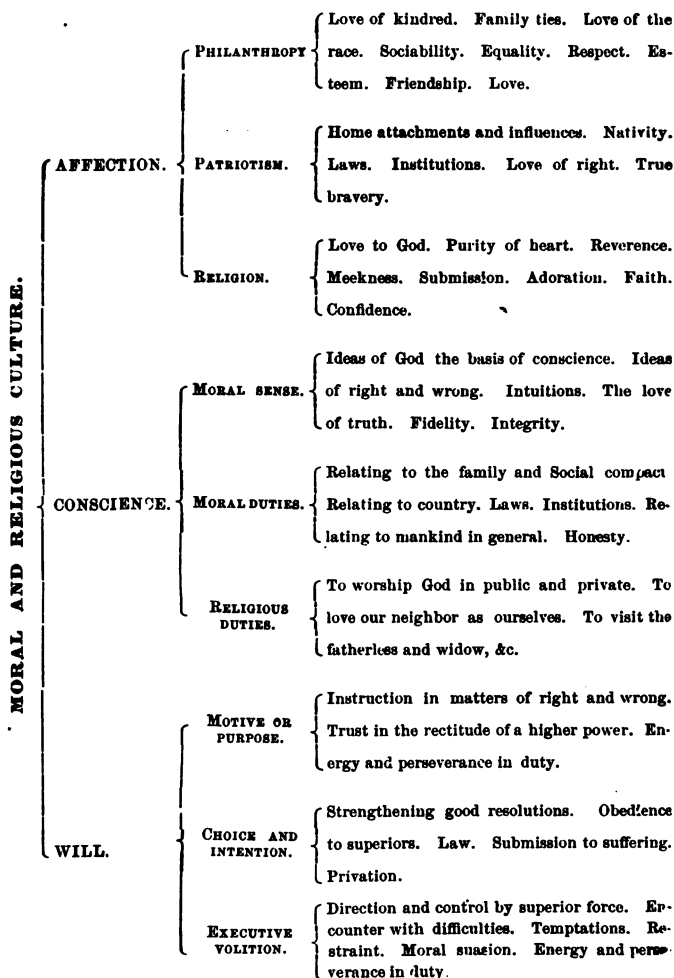 MORAL AND RELIGIOUS CULTURE.
AFFECTION.
PHILANTHROPY
Love of kindred. Family ties. Love of the
race. Sociability. Equality. Respect. Es-
teem. Friendship. Love.
PATRIOTISM.
Home attachments and influences. Nativity.
Laws. Institutions. Love of right. True
bravery.
RELIGION.
Love to God. Purity of heart. Reverence.
Meekness. Submission. Adoration. Faith.
Confidence.
CONSCIENCE.
MORAL SENSE.
Ideas of God the basis of conscience. Ideas
of right and wrong. Intuitions. The love
of truth. Fidelity. Integrity.
MORAL DUTIES.
Relating to the family and Social compact
Relating to country. Laws. Institutions. Re-
lating to mankind in general. Honesty.
RELIGIOUS
DUTIES.
To worship God in public and private. To
love our neighbor as ourselves. To visit the
fatherless and widow, &c.
WILL.
MOTIVE OR
PURPOSE.
Instruction in matters of right and wrong.
Trust in the rectitude of a higher power. En-
ergy and perseverance in duty.
CHOICE AND
INTENTION.
Strengthening good resolutions. Obedience
to superiors. Law. Submission to suffering.
Privation.
EXECUTIVE
VOLITION.
Direction and control by superior force. En-
counter with difficulties. Temptations. Re-
straint. Moral suasion. Energy and perse-
verance in duty.